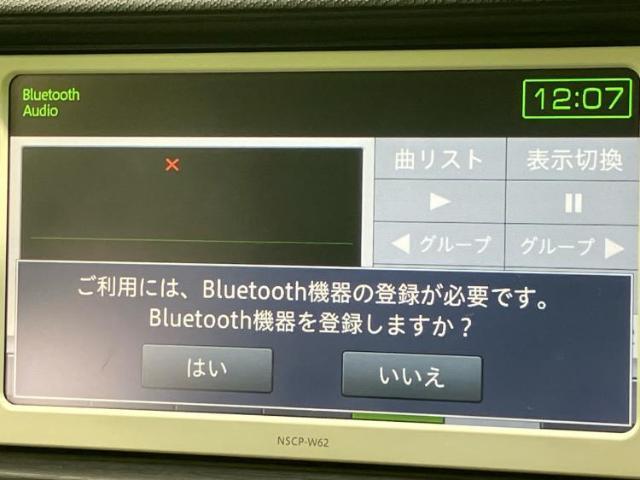 Bluetooth
Audio
12:07
曲リスト
表示切換
◀ グループ
グループ ▶
ご利用には、Bluetooth機器の登録が必要です。
Bluetooth機器を登録しますか？
はい
いいえ
NSCP-W62